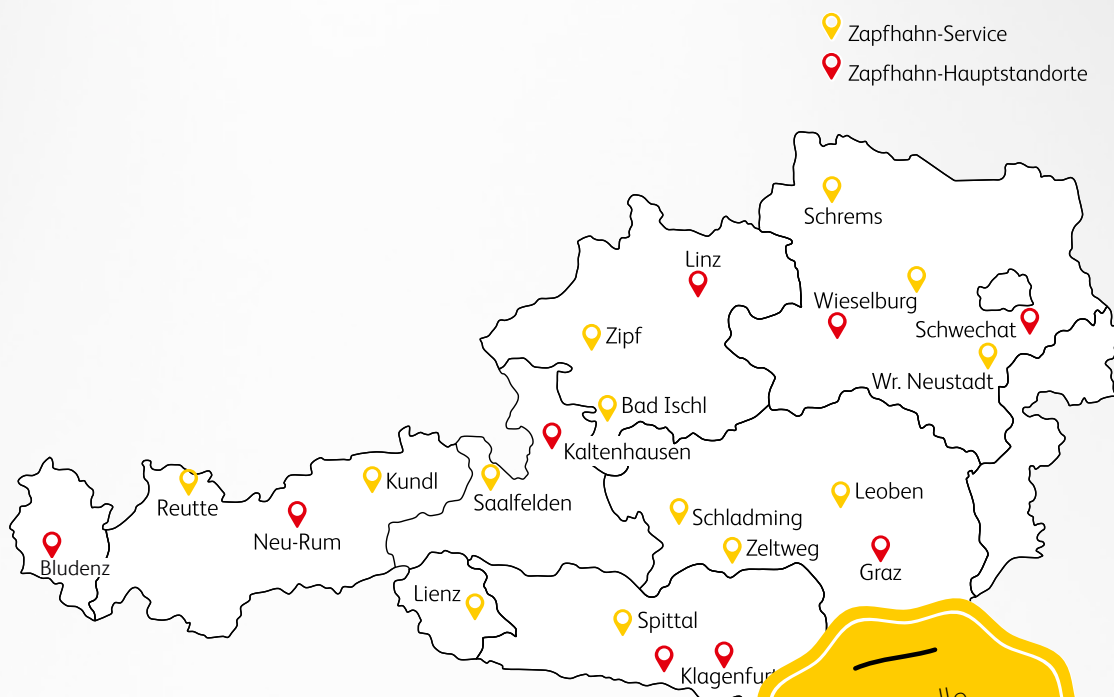 Zapfhahn-Service
Zapfhahn-Hauptstandorte
Schrems
Linz
Wieselburg
Schwechat
Zipf
Wr. Neustadt
Bad Ischl
Kaltenhausen
Kundl
Saalfelden
Leoben
Reutte
Schladming
Neu-Rum
Zeltweg
Bludenz
Graz
Lienz
Spittal